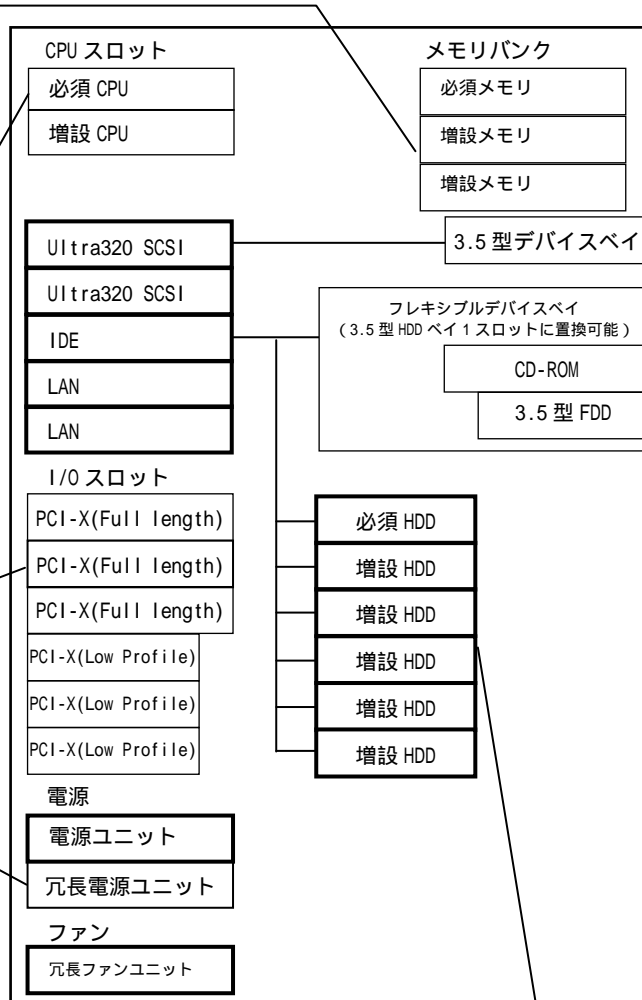 CPU スロット
必須 CPU
増設 CPU
メモリバンク
必須メモリ
増設メモリ
増設メモリ
Ultra320 SCSI
Ultra320 SCSI
IDE
LAN
LAN
3.5 型デバイスベイ
フレキシブルデバイスベイ
(3.5 型 HDD ベイ 1 スロットに置換可能)
CD-ROM
3.5 型 FDD
I/O スロット
PCI-X(Full length)
PCI-X(Full length)
PCI-X(Full length)
PCI-X(Low Profile)
PCI-X(Low Profile)
PCI-X(Low Profile)
必須 HDD
増設 HDD
増設 HDD
増設 HDD
増設 HDD
増設 HDD
電源
電源ユニット
冗長電源ユニット
ファン
冗長ファンユニット